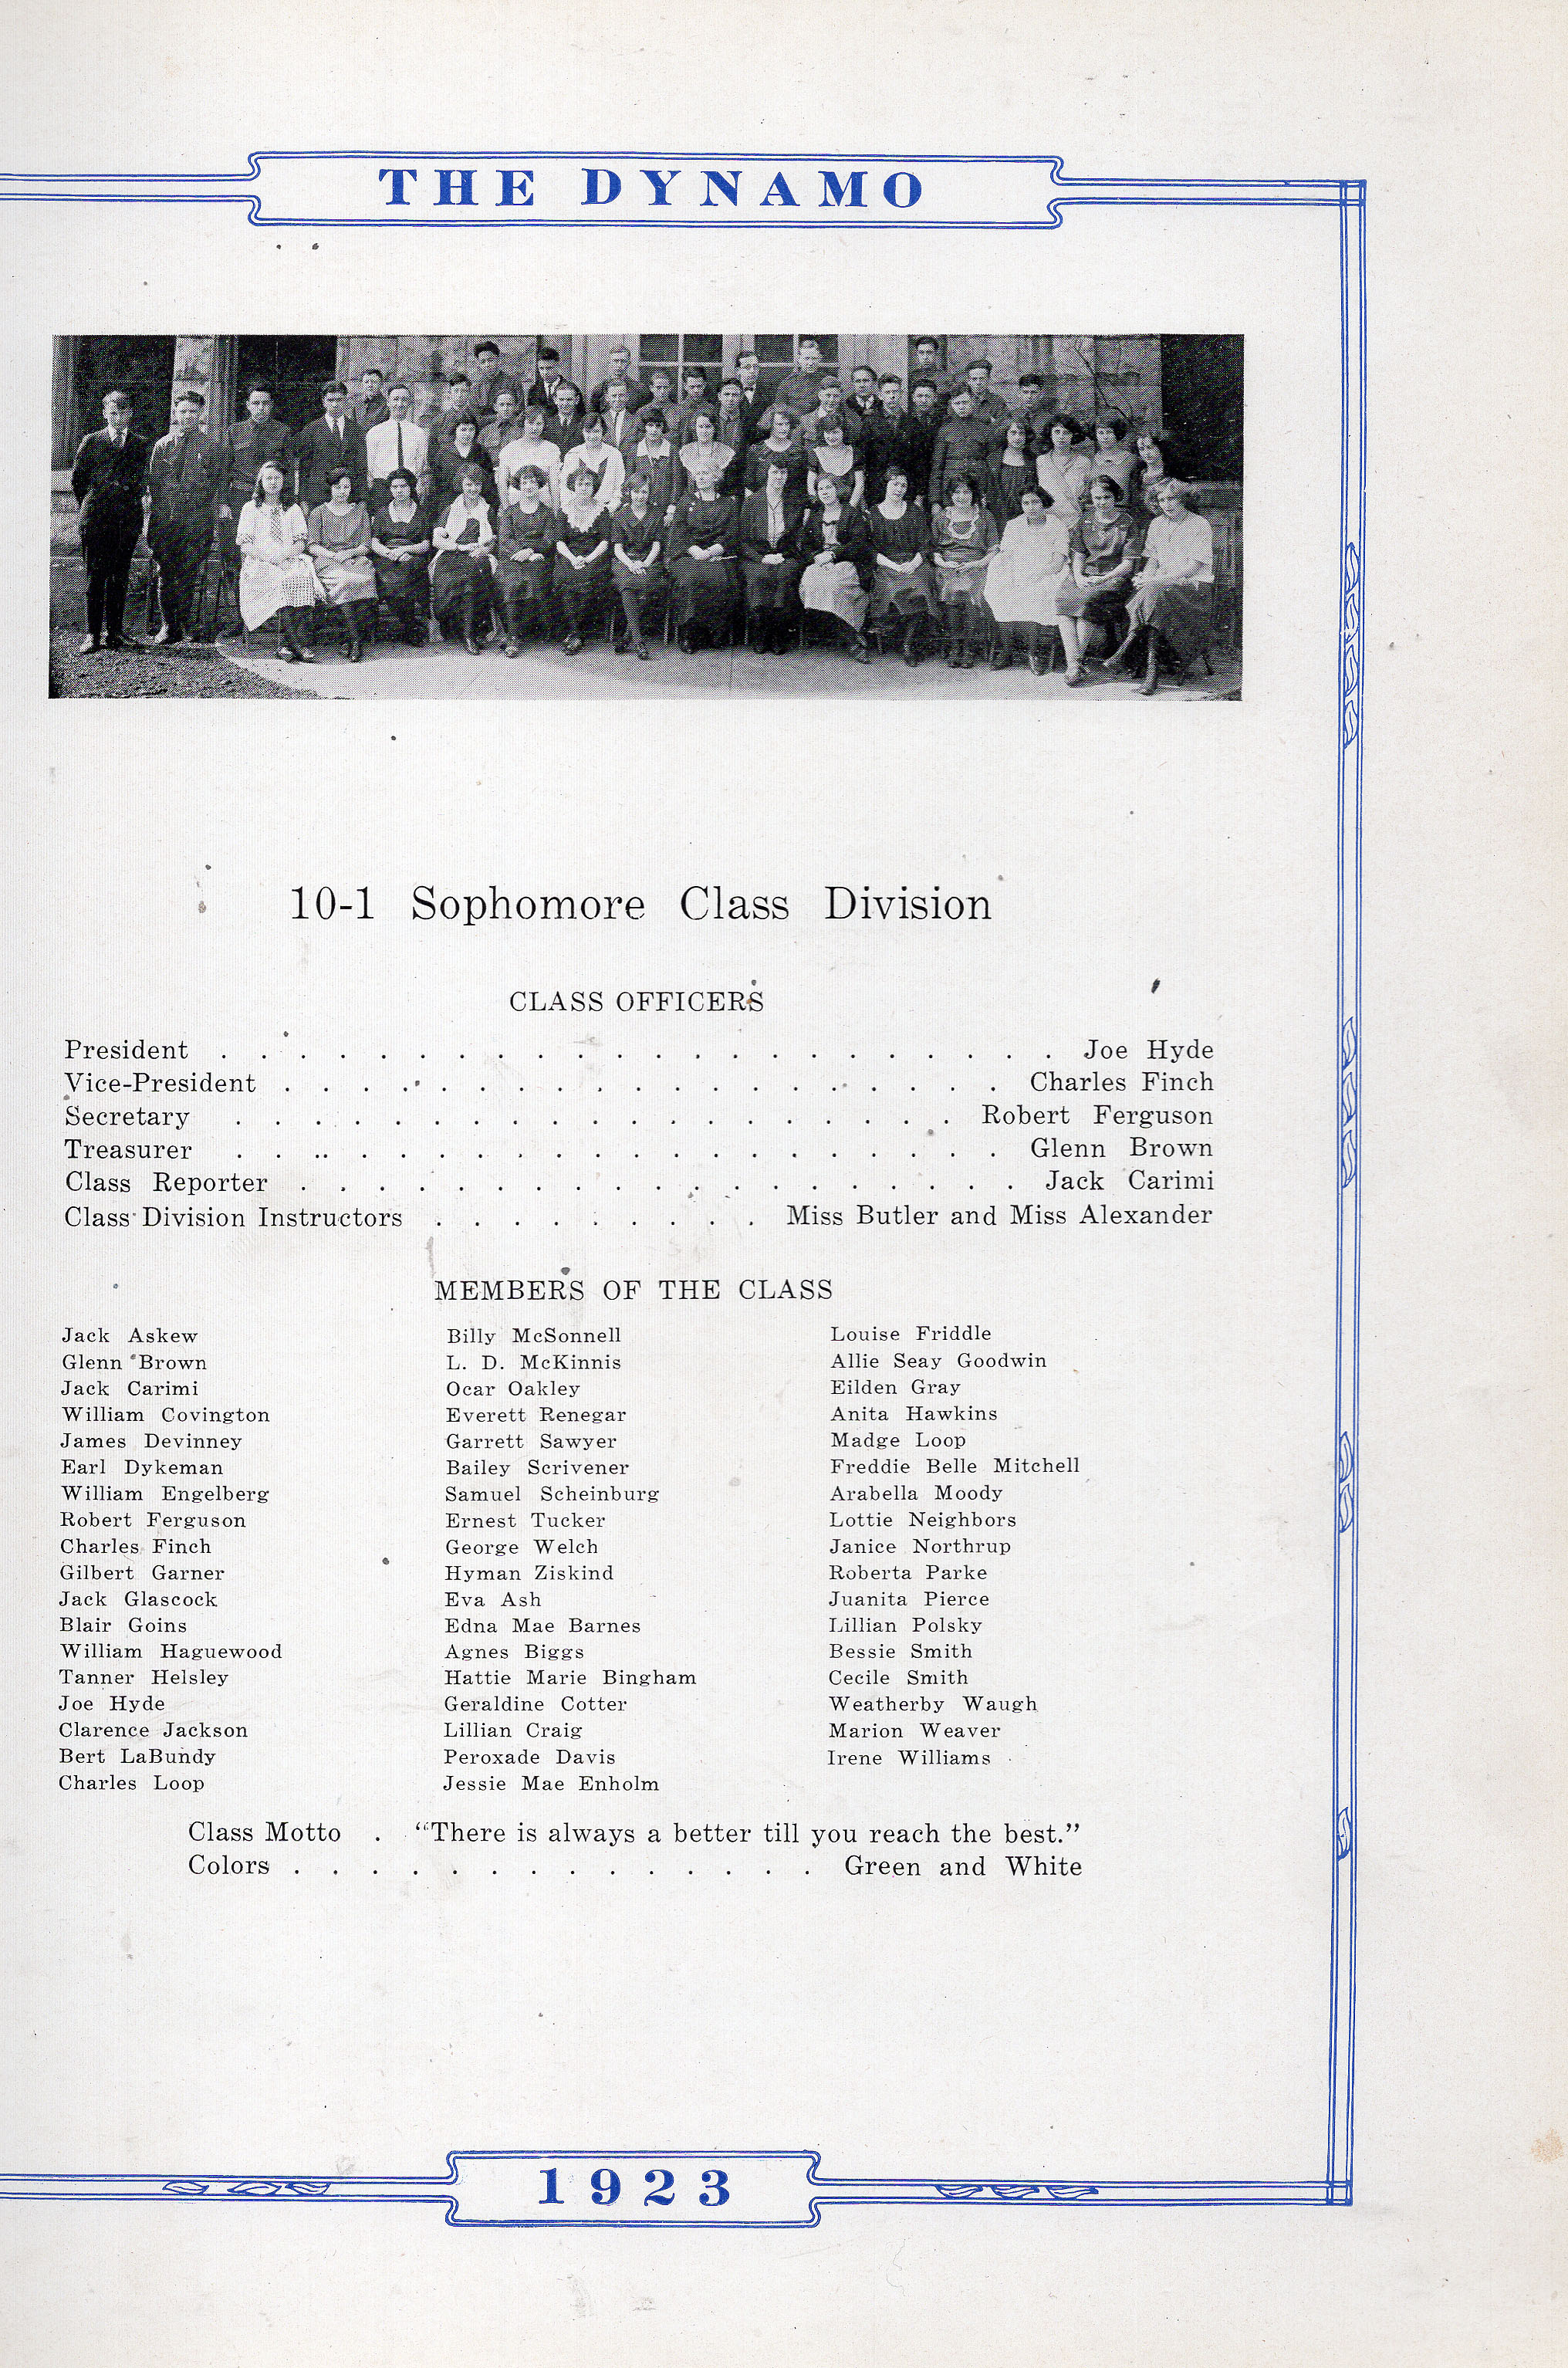 THE DYNAMO
10-1 Sophomore Class Division
CLASS OFFICERS
President . . . . . . . . . . . . . . . . . . . . . . Joe Hyde
Vice-President . . . . . . . . . . . . . . . . . . . Charles Finch
Secretary . . . . . . . . . . . . . . . . . . . Robert Ferguson
Treasurer . . . . . . . . . . . . . . . . . . . . Glenn Brown
Class Reporter . . . . . . . . . . . . . . . . . . . Jack Carimi
Class Division Instructors . . . . . . . . . Miss Butler and Miss Alexander
MEMBERS OF THE CLASS
Jack Askew
Glenn Brown
Jack Carimi
William Covington
James Devinney
Earl Dykeman
William Engelberg
Robert Ferguson
Charles Finch
Gilbert Garner
Jack Glascock
Blair Goins
William Haguewood
Tanner Helsley
Joe Hyde
Clarence Jackson
Bert LaBundy
Charles Loop
Billy McSonnell
L. D. McKinnis
Ocar Oakley
Everett Renegar
Garrett Sawyer
Bailey Scrivener
Samuel Scheinburg
Ernest Tucker
George Welch
Hyman Ziskind
Eva Ash
Edna Mae Barnes
Agnes Biggs
Hattie Marie Bingham
Geraldine Cotter
Lillian Craig
Peroxade Davis
Jessie Mae Enholm
Louise Friddle
Allie Seay Goodwin
Eilden Gray
Anita Hawkins
Madge Loop
Freddie Belle Mitchell
Arabella Moody
Lottie Neighbors
Janice Northrup
Roberta Parke
Juanita Pierce
Lillian Polsky
Bessie Smith
Cecile Smith
Weatherby Waugh
Marion Weaver
Irene Williams
Class Motto . “There is always a better till you reach the best.”
Colors . . . . . . . . . . . . . . Green and White
1923